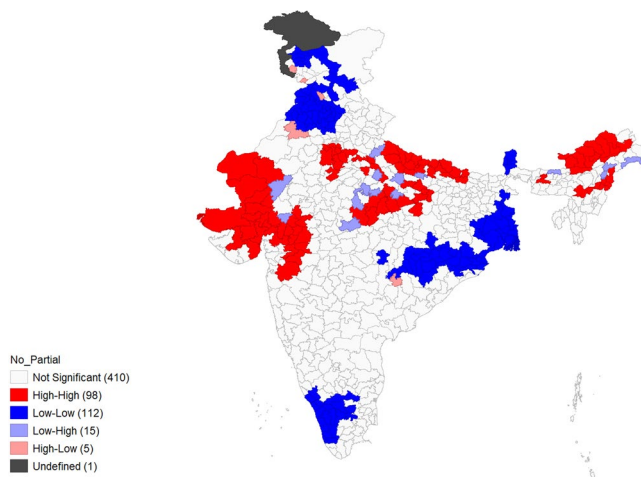 No_Partial
Not Significant (410)
High-High (98)
Low-Low (112)
Low-High (15)
High-Low (5)
Undefined (1)